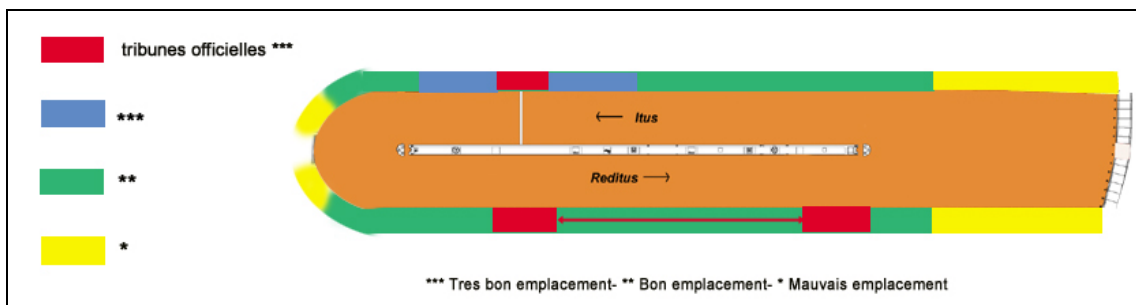 tribunes officielles ***
***
**
*
← Itus
Reditus →
*** Tres bon emplacement- ** Bon emplacement- * Mauvais emplacement